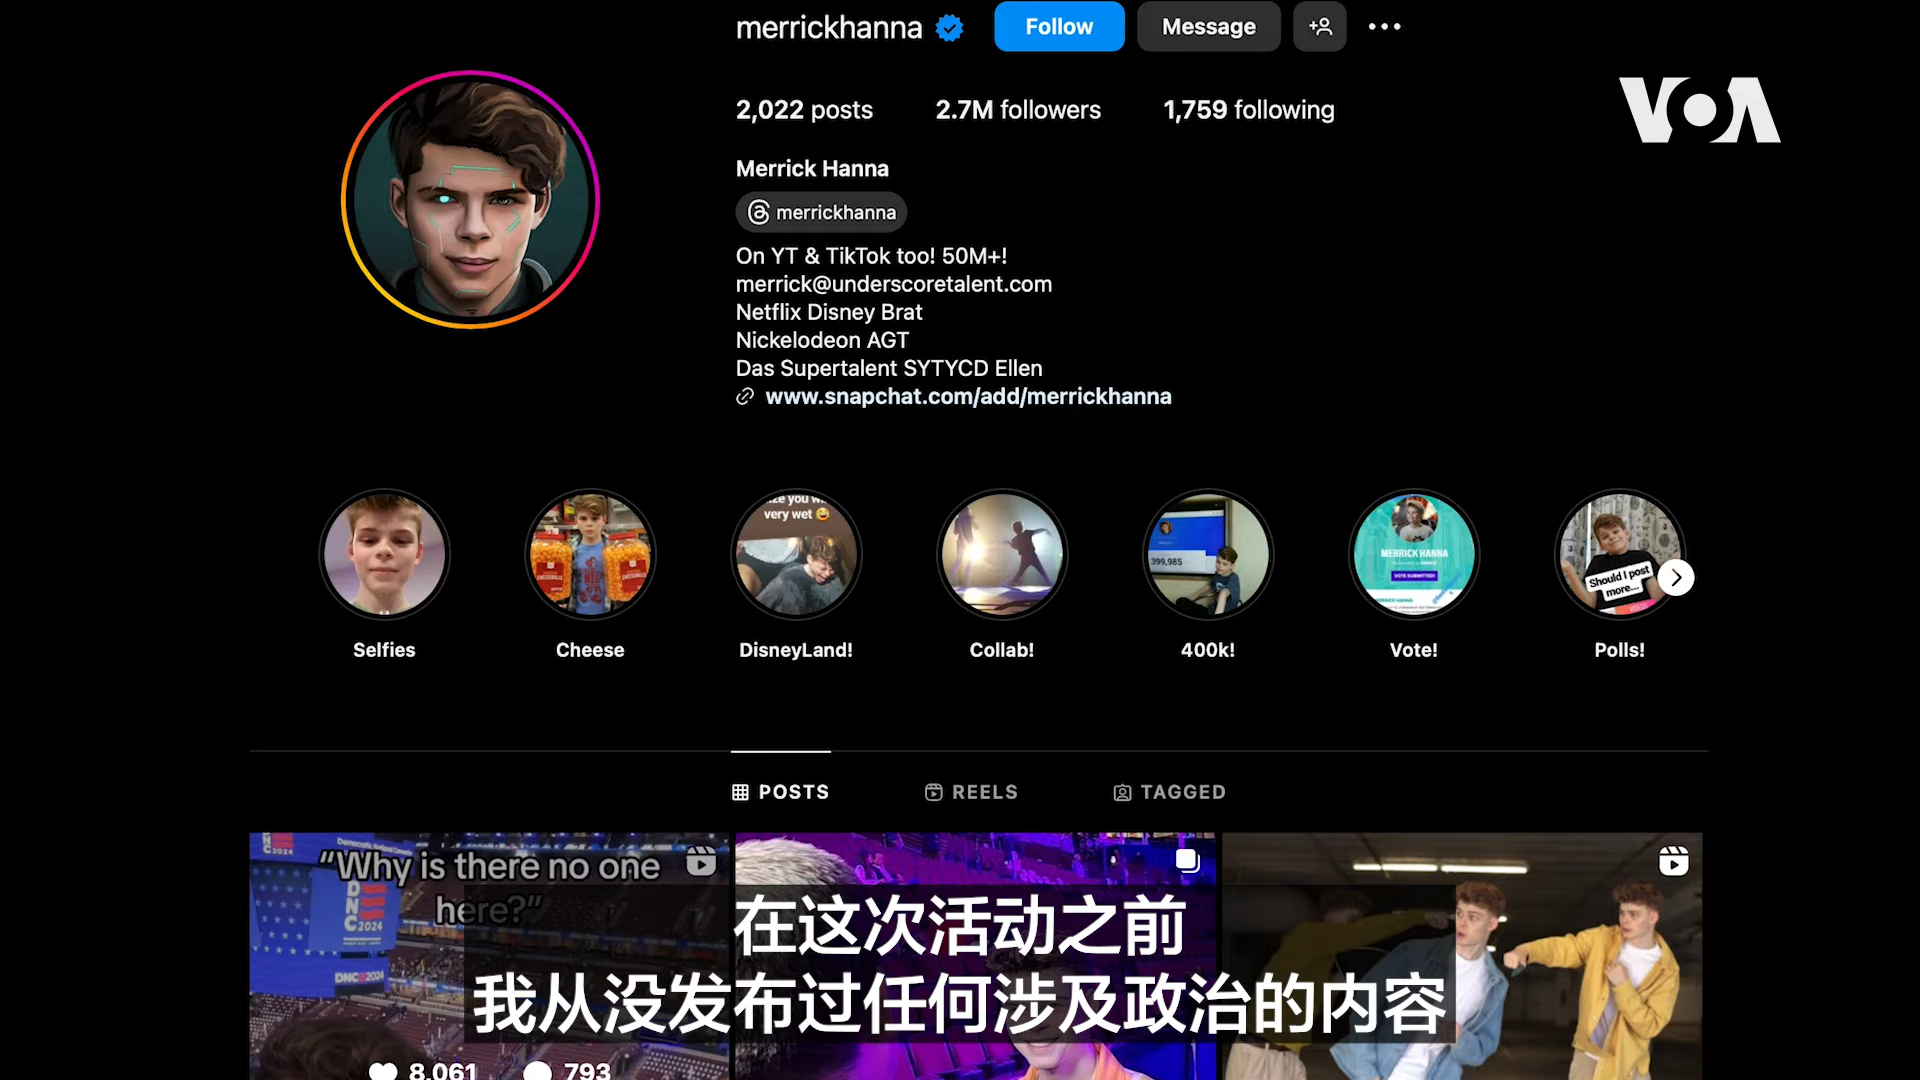 merrickhanna
Follow
Message
VOA
2,022 posts
2.7M followers
1,759 following
Merrick Hanna
merrickhanna
On YT & TikTok too! 50M+!
merrick@underscoretalent.com
Netflix Disney Brat
Nickelodeon AGT
Das Supertalent SYTYCD Ellen
www.snapchat.com/add/merrickhanna
very wet 😂
399,985
MERRICK HANNA
VOTE SUBMITTED!
Should I post
more...
Selfies
Cheese
DisneyLand!
Collab!
400k!
Vote!
Polls!
POSTS
REELS
TAGGED
"Why is there no one
here?"
DNC
2024
DNC 2024
在这次活动之前
我从没发布过任何涉及政治的内容
8,061
793